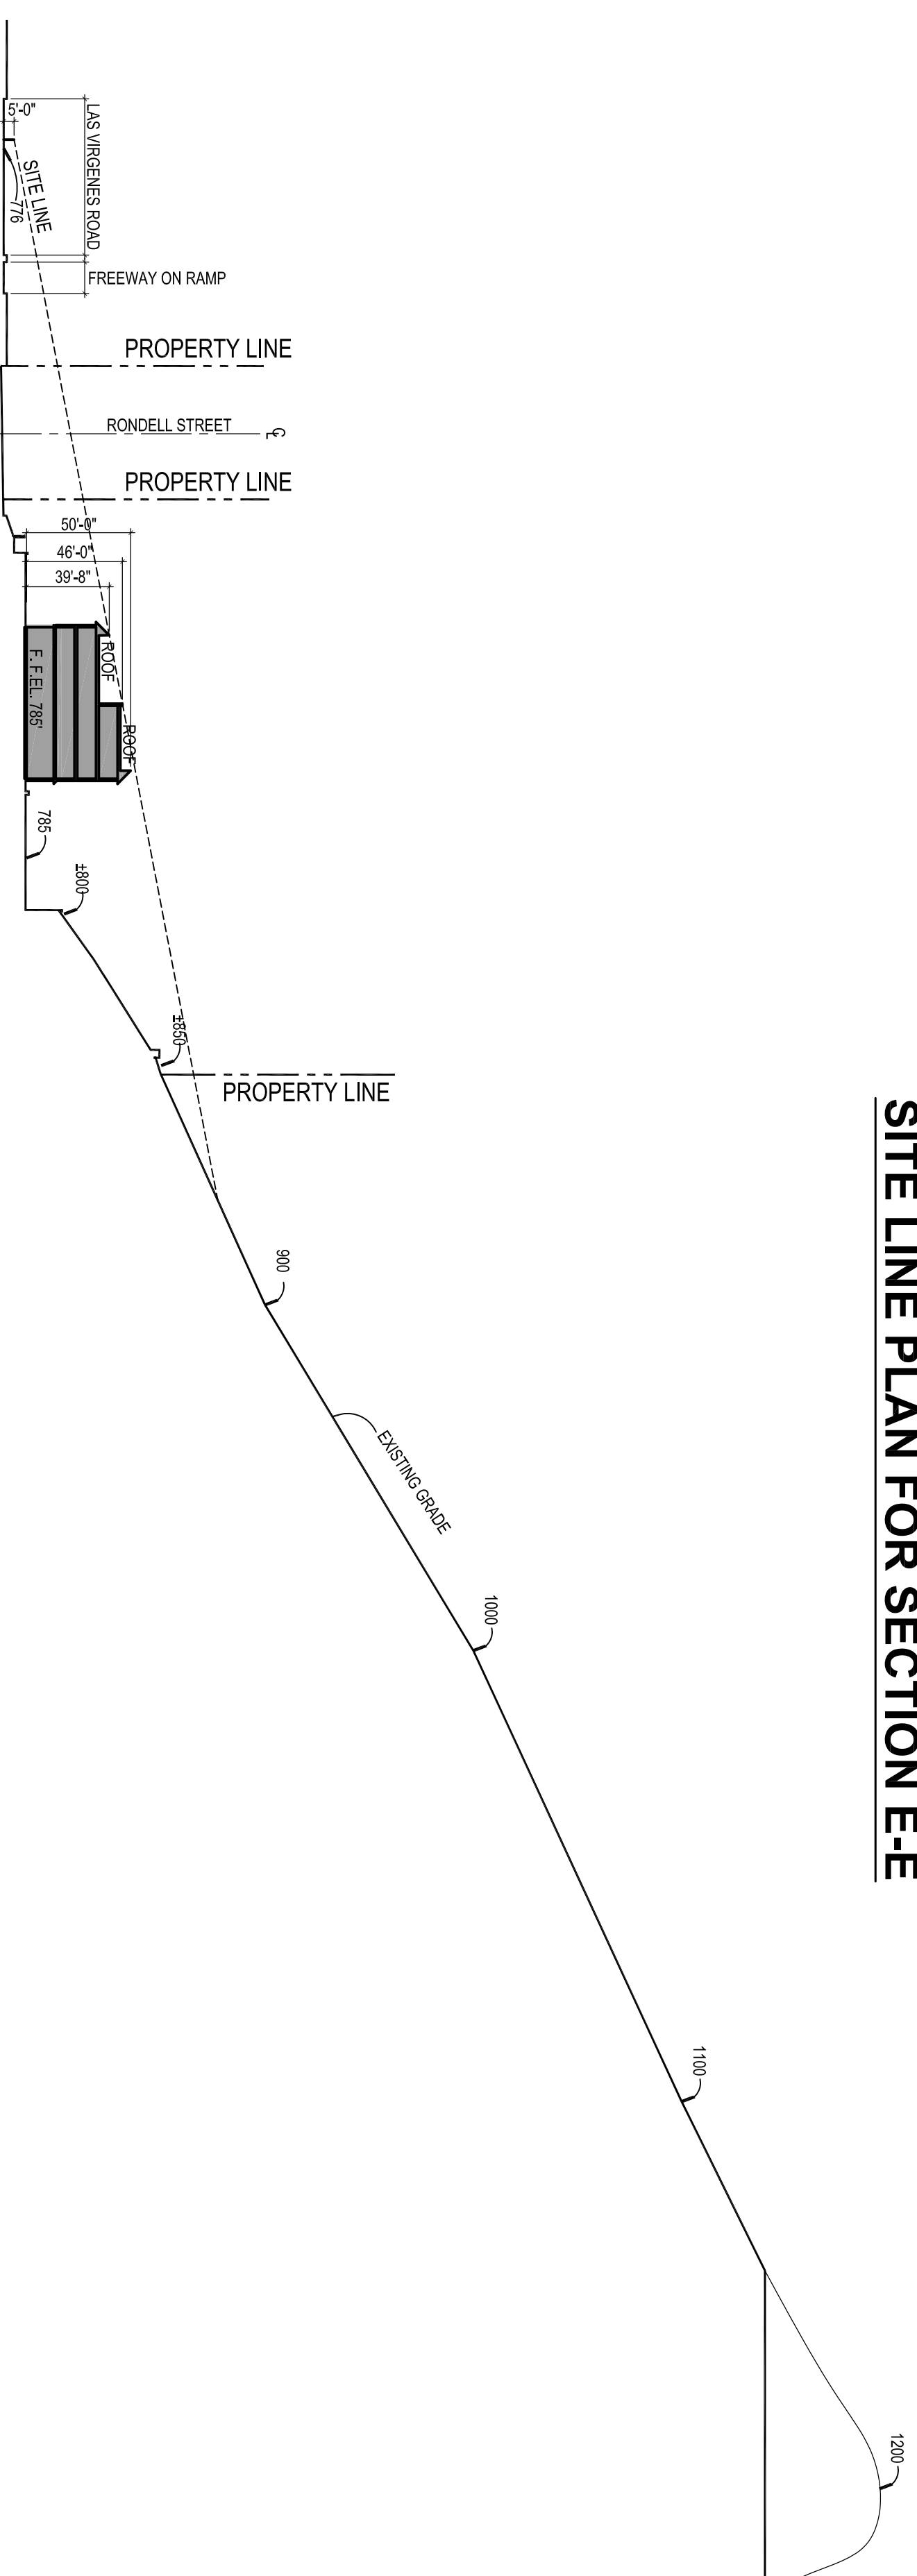 SITE LINE PLAN FOR SECTION E-E
5'-0"
LAS VIRGENES ROAD
776
SITE LINE
FREEWAY ON RAMP
PROPERTY LINE
RONDELL STREET
CL
PROPERTY LINE
50'-0"
46'-0"
39'-8"
ROOF
F. F.EL. 785'
ROOF
785
±800
±850
PROPERTY LINE
900
EXISTING GRADE
1000
1100
1200